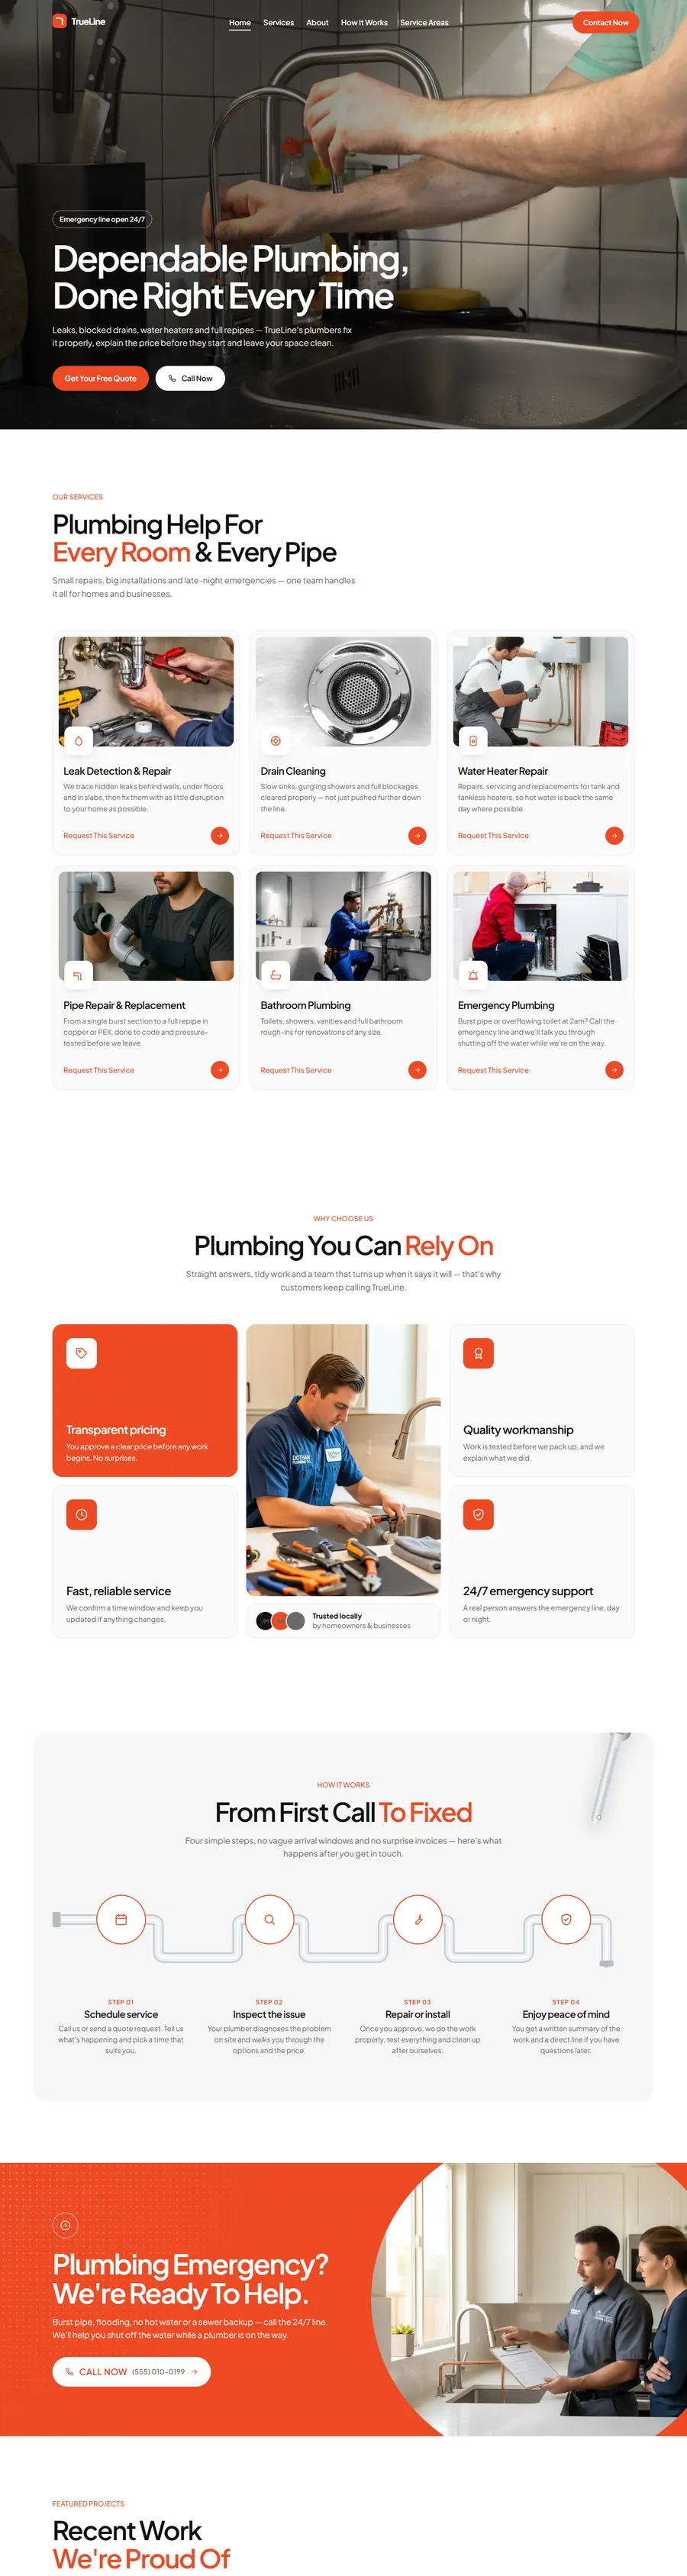 TrueLine
Home Services About How It Works Service Areas
Contact Now
Emergency line open 24/7
Dependable Plumbing,
Done Right Every Time
Leaks, blocked drains, water heaters and full repipes — TrueLine's plumbers fix
it properly, explain the price before they start and leave your space clean.
Get Your Free Quote
Call Now
OUR SERVICES
Plumbing Help For
Every Room & Every Pipe
Small repairs, big installations and late-night emergencies — one team handles
it all for homes and businesses.
Leak Detection & Repair
We trace hidden leaks behind walls, under floors
and in slabs, then fix them with as little disruption
to your home as possible.
Request This Service
Drain Cleaning
Slow sinks, gurgling showers and full blockages
cleared properly — not just pushed further down
the line.
Request This Service
Water Heater Repair
Repairs, servicing and replacements for tank and
tankless heaters, so hot water is back the same
day where possible.
Request This Service
Pipe Repair & Replacement
From a single burst section to a full repipe in
copper or PEX, done to code and pressure-
tested before we leave.
Request This Service
Bathroom Plumbing
Toilets, showers, vanities and full bathroom
rough-ins for renovations of any size.
Request This Service
Emergency Plumbing
Burst pipe or overflowing toilet at 2am? Call the
emergency line and we'll talk you through
shutting off the water while we're on the way.
Request This Service
WHY CHOOSE US
Plumbing You Can Rely On
Straight answers, tidy work and a team that turns up when it says it will — that's why
customers keep calling TrueLine.
Transparent pricing
You approve a clear price before any work
begins. No surprises.
Fast, reliable service
We confirm a time window and keep you
updated if anything changes.
Trusted locally
by homeowners & businesses
Quality workmanship
Work is tested before we pack up, and we
explain what we did.
24/7 emergency support
A real person answers the emergency line, day
or night.
HOW IT WORKS
From First Call To Fixed
Four simple steps, no vague arrival windows and no surprise invoices — here's what
happens after you get in touch.
STEP 01
Schedule service
Call us or send a quote request. Tell us
what's happening and pick a time that
suits you.
STEP 02
Inspect the issue
Your plumber diagnoses the problem
on site and walks you through the
options and the price.
STEP 03
Repair or install
Once you approve, we do the work
properly, test everything and clean up
after ourselves.
STEP 04
Enjoy peace of mind
You get a written summary of the
work and a direct line if you have
questions later.
Plumbing Emergency?
We're Ready To Help.
Burst pipe, flooding, no hot water or a sewer backup — call the 24/7 line.
We'll help you shut off the water while a plumber is on the way.
CALL NOW (555) 010-0199
FEATURED PROJECTS
Recent Work
We're Proud Of